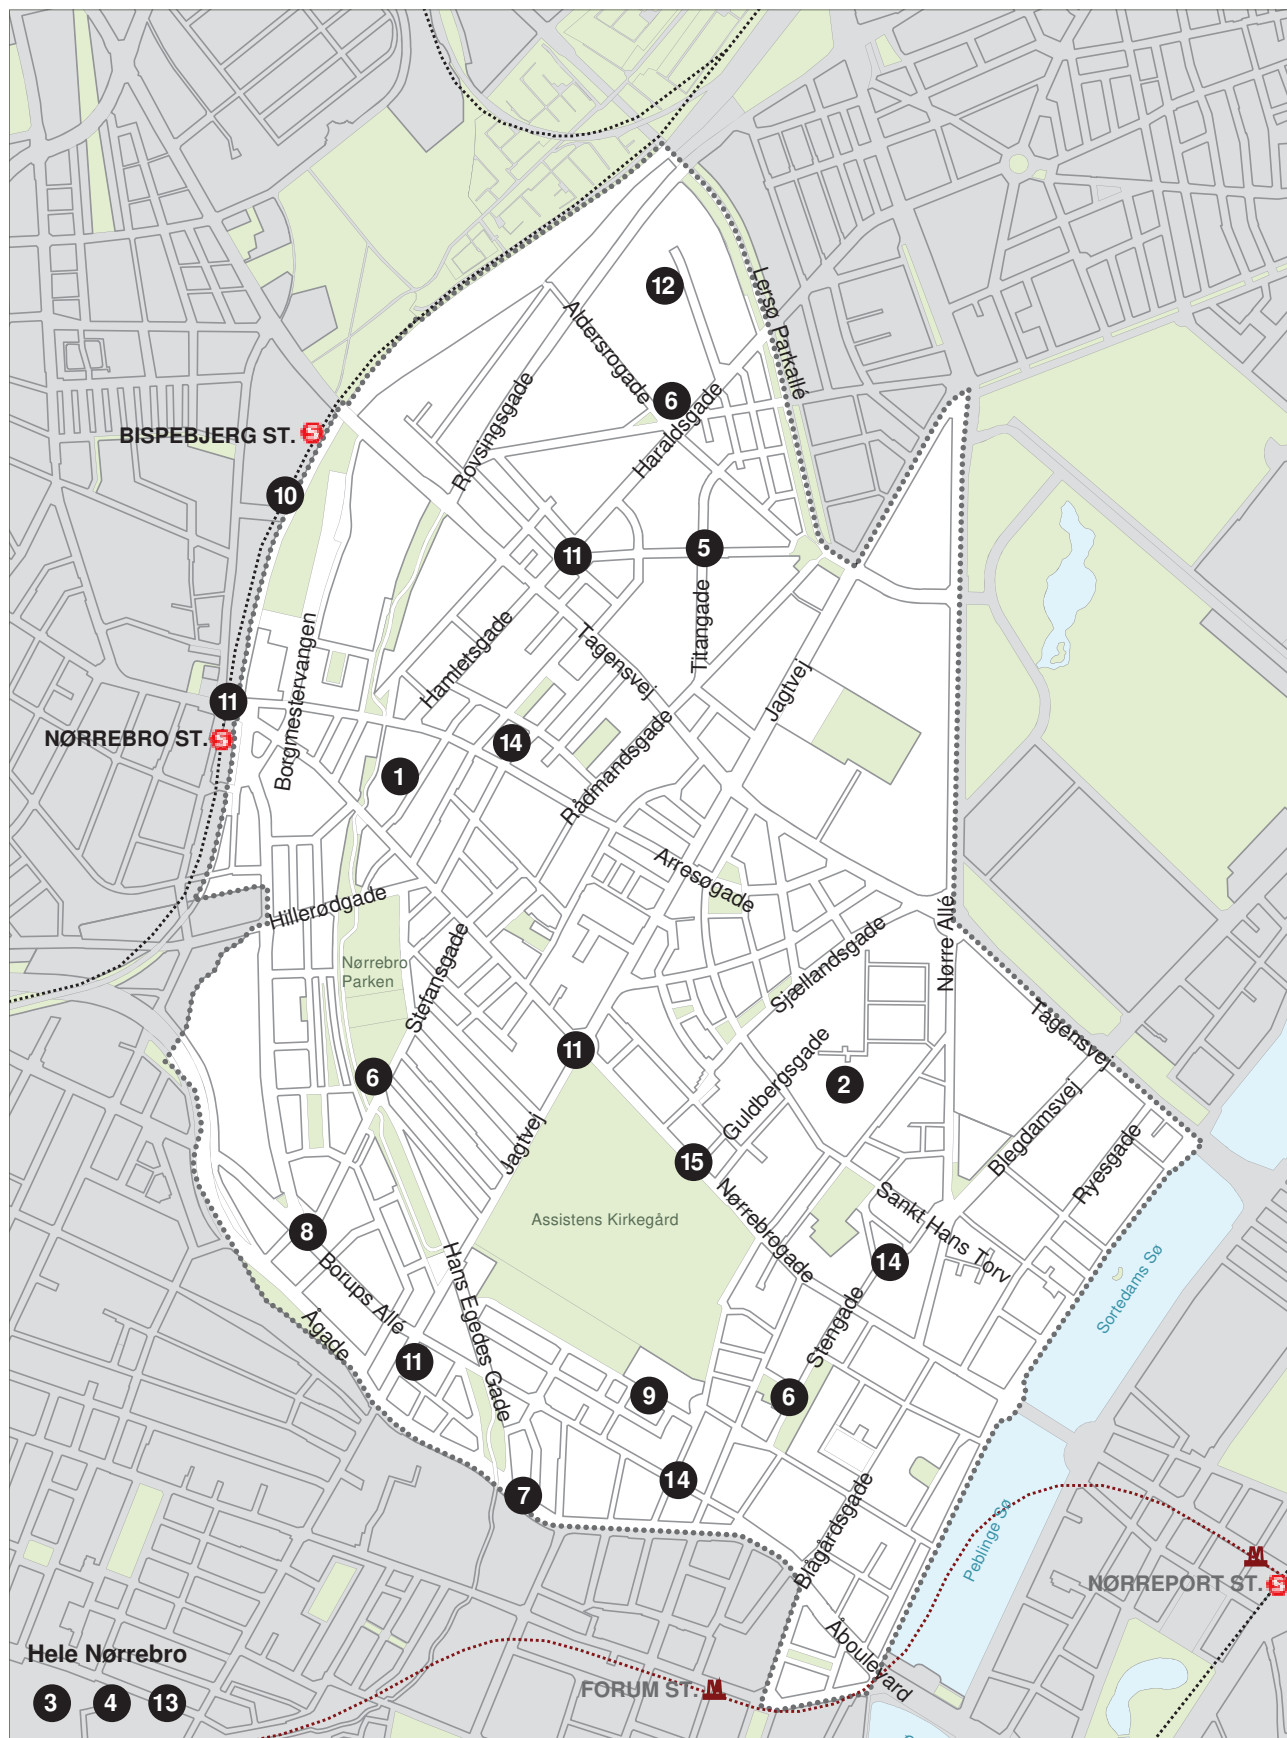 12
Lersø Parkallé
Aldersrogade
6
Haraldsgade
Rovsingsgade
BISPEBJERG ST. S
10
11
5
Titangade
Hamletsgade
Tagensvej
Jagtvej
Borgmestervangen
11
NØRREBRO ST. S
14
1
Rådmandsgade
Arresøgade
Hillerødgade
Nørre Allé
Sjællandsgade
Nørrebro
Parken
Stefansgade
Tagensvej
11
6
Guldbergsgade
2
Blegdamsvej
Jagtvej
15
Ryesgade
Nørrebrogade
Sankt Hans Torv
Assistens Kirkegård
8
14
Sortedams Sø
Borups Allé
Hans Egedes Gade
Ågade
Stengade
11
9
6
14
7
Blågårdsgade
Peblinge Sø
M
NØRREPORT ST. S
Åboulevard
Hele Nørrebro
FORUM ST. M
3 4 13